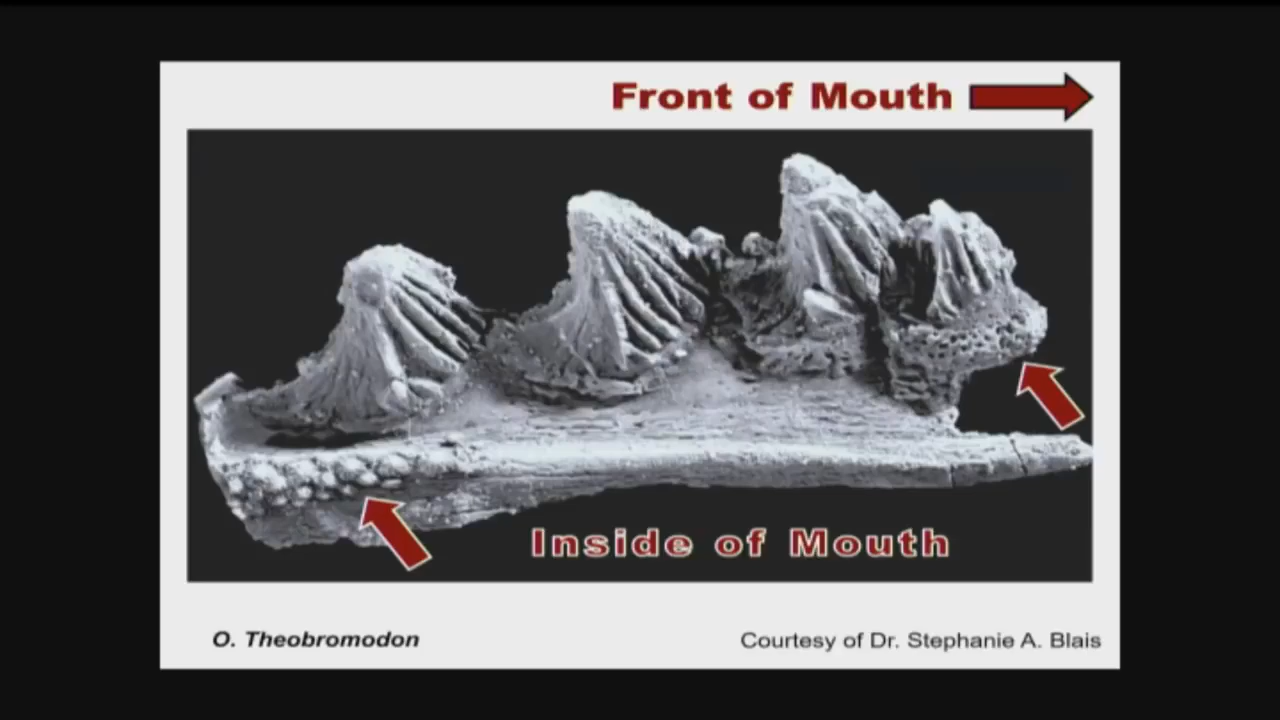 Front of Mouth
Inside of Mouth
O. Theobromodon
Courtesy of Dr. Stephanie A. Blais